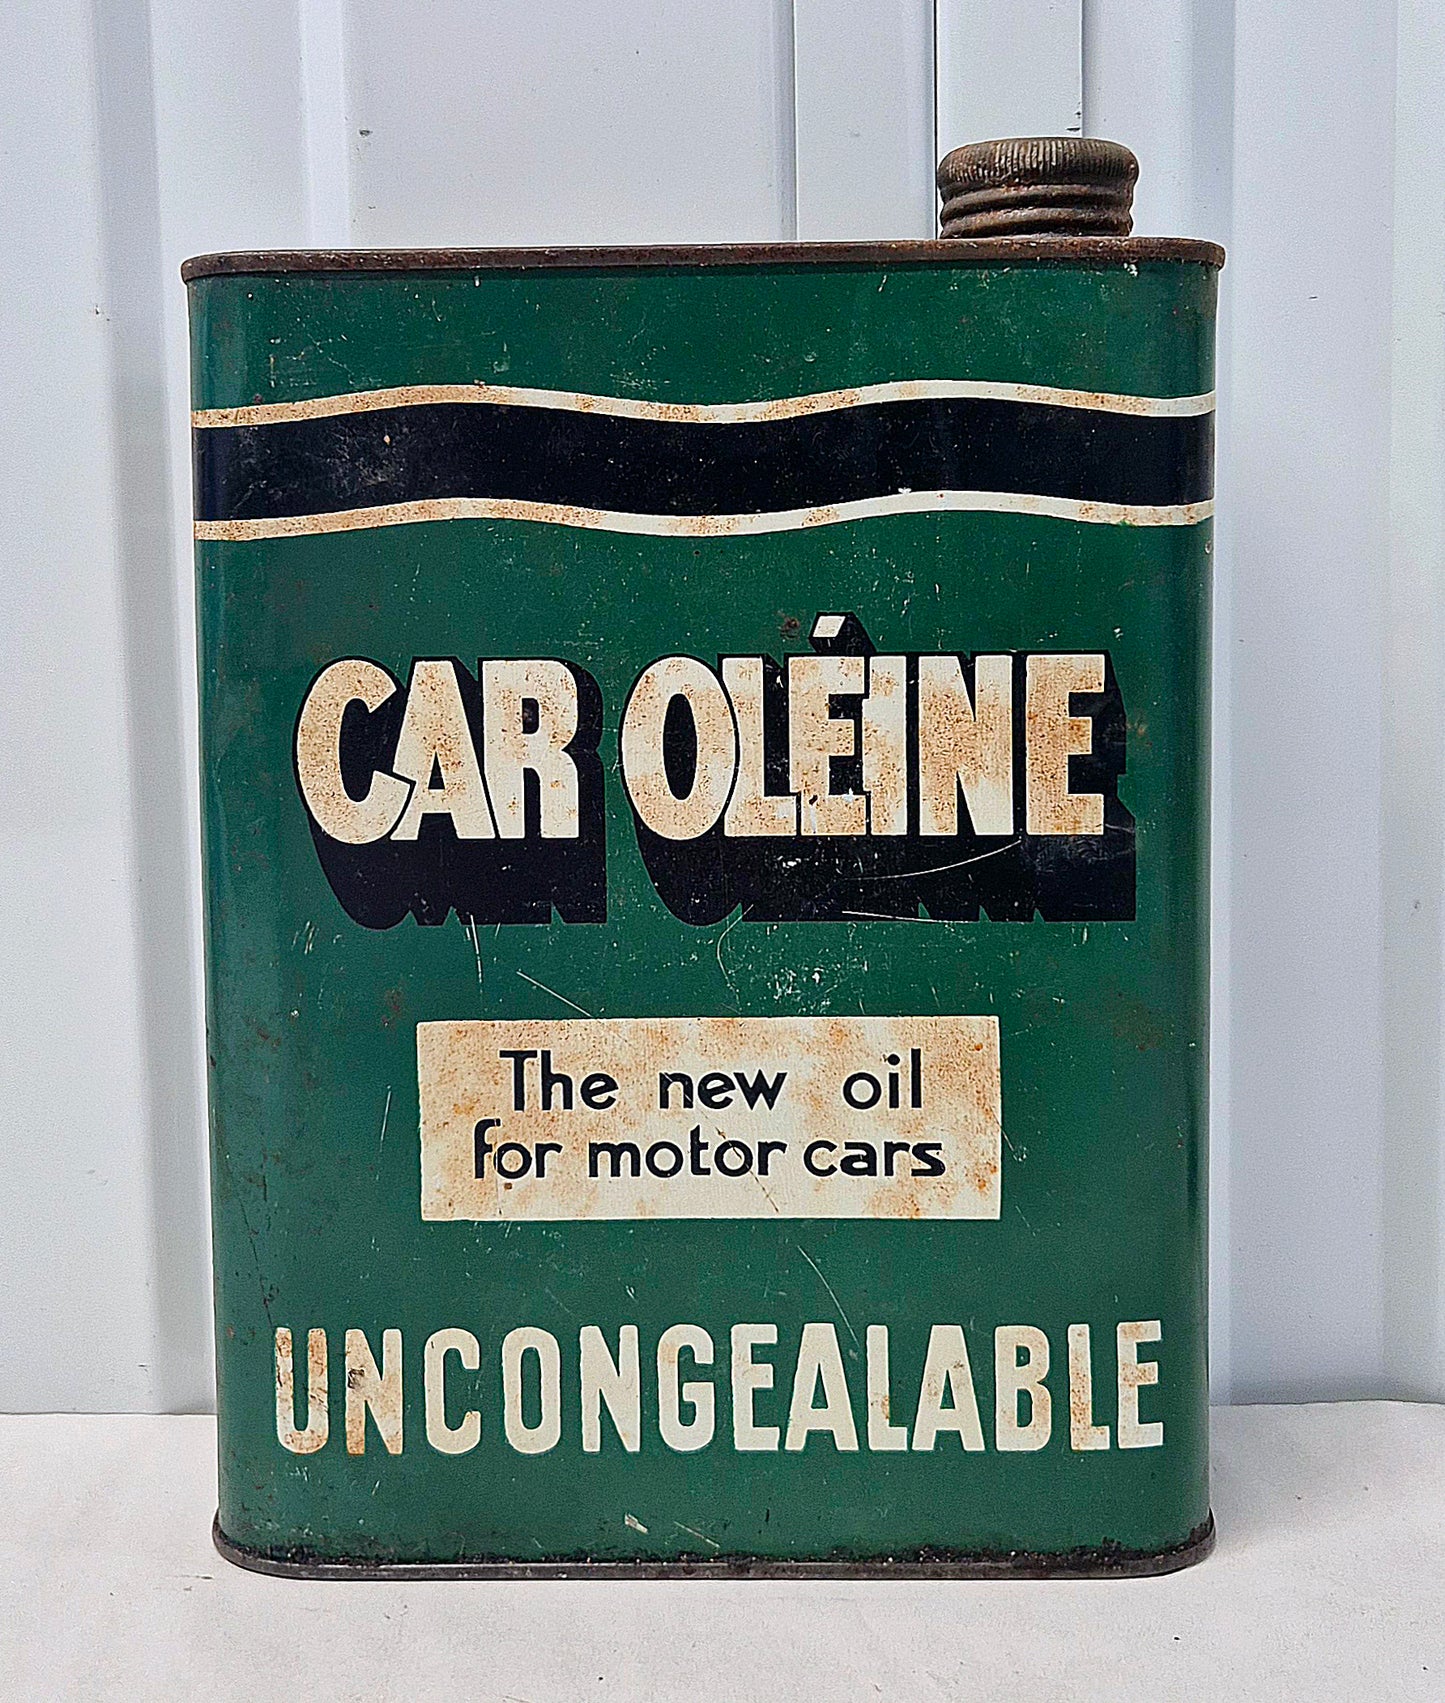 CAR OLÉINE
The new oil
for motor cars
UNCONGEALABLE